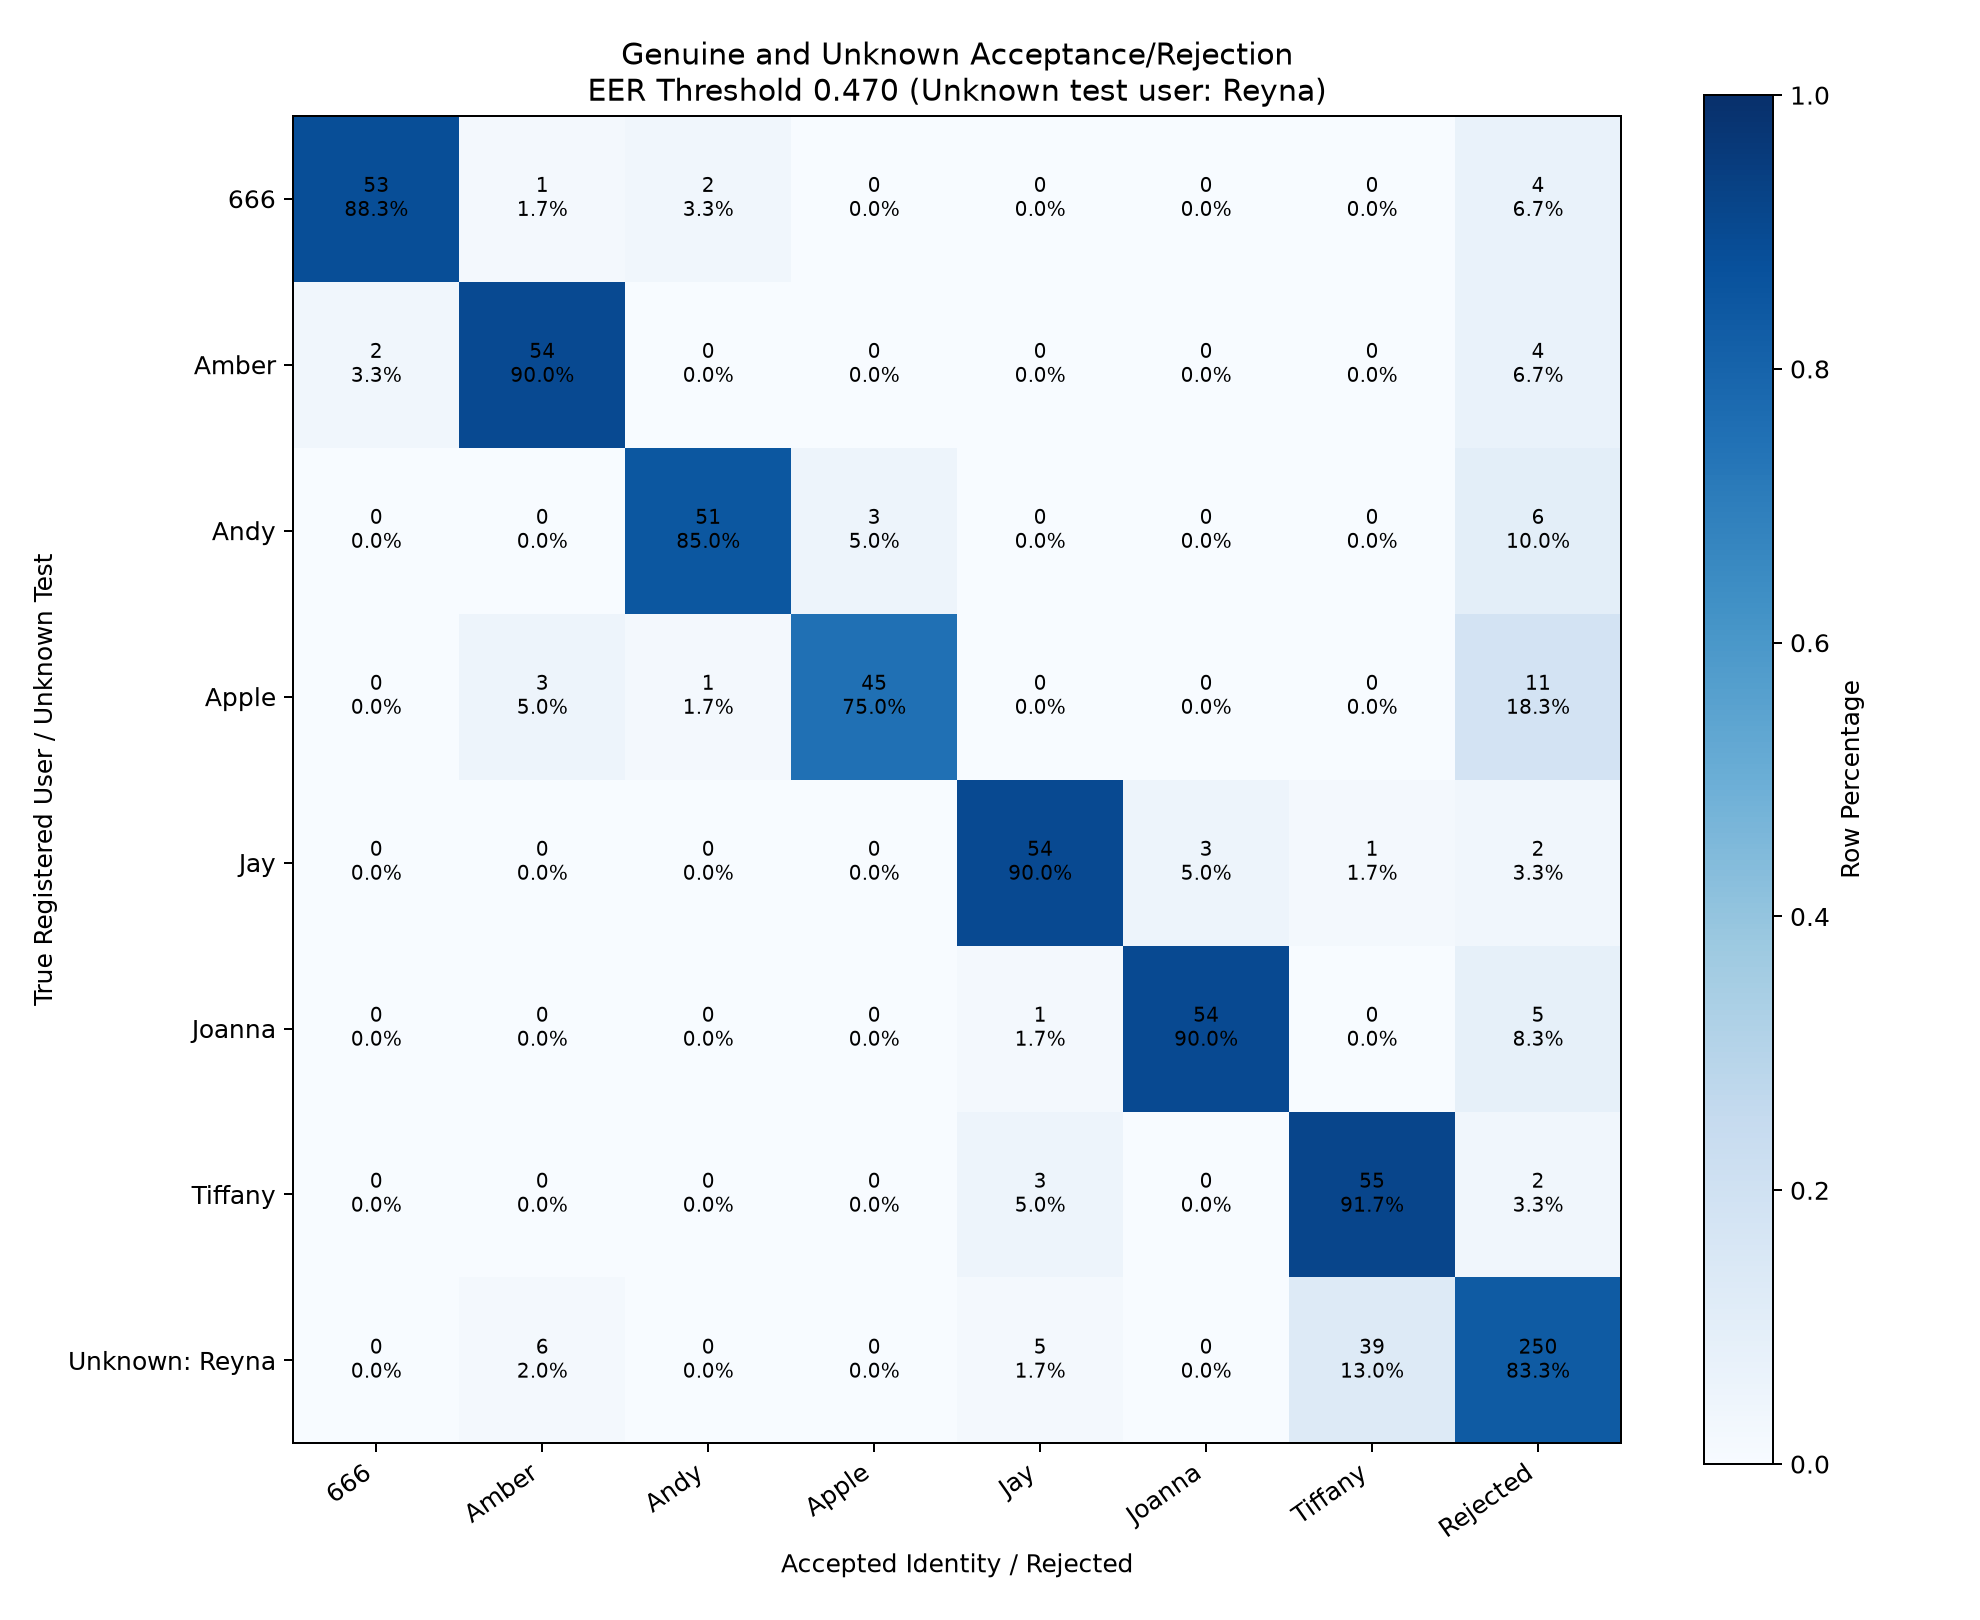 Genuine and Unknown Acceptance/Rejection
EER Threshold 0.470 (Unknown test user: Reyna)
True Registered User / Unknown Test
666
53 1 2 0 0 0 0 4
88.3% 1.7% 3.3% 0.0% 0.0% 0.0% 0.0% 6.7%
Amber
2 54 0 0 0 0 0 4
3.3% 90.0% 0.0% 0.0% 0.0% 0.0% 0.0% 6.7%
Andy
0 0 51 3 0 0 0 6
0.0% 0.0% 85.0% 5.0% 0.0% 0.0% 0.0% 10.0%
Apple
0 3 1 45 0 0 0 11
0.0% 5.0% 1.7% 75.0% 0.0% 0.0% 0.0% 18.3%
Jay
0 0 0 0 54 3 1 2
0.0% 0.0% 0.0% 0.0% 90.0% 5.0% 1.7% 3.3%
Joanna
0 0 0 0 1 54 0 5
0.0% 0.0% 0.0% 0.0% 1.7% 90.0% 0.0% 8.3%
Tiffany
0 0 0 0 3 0 55 2
0.0% 0.0% 0.0% 0.0% 5.0% 0.0% 91.7% 3.3%
Unknown: Reyna
0 6 0 0 5 0 39 250
0.0% 2.0% 0.0% 0.0% 1.7% 0.0% 13.0% 83.3%
666 Amber Andy Apple Jay Joanna Tiffany Rejected
Accepted Identity / Rejected
1.0
0.8
0.6
0.4
0.2
0.0
Row Percentage